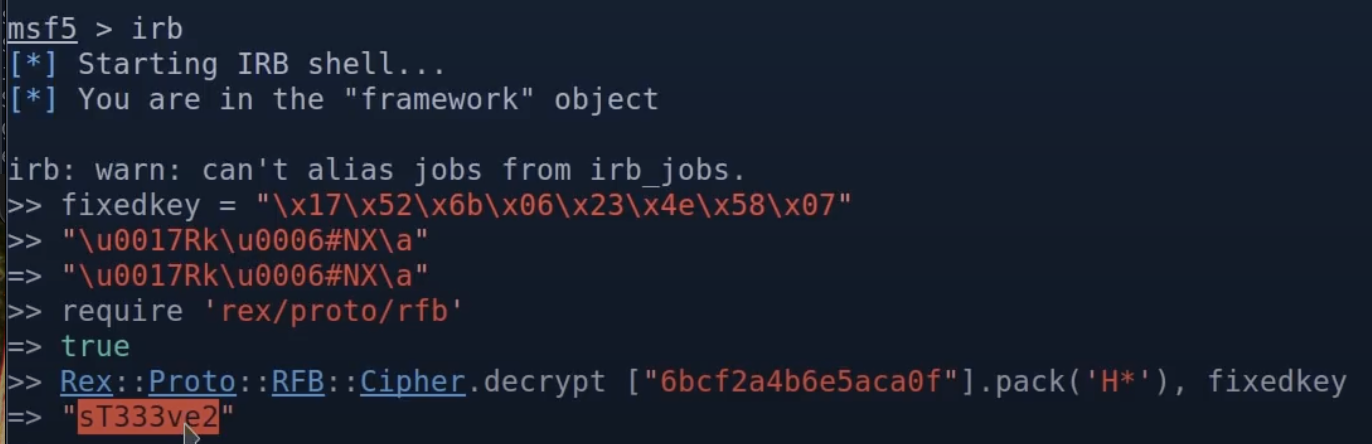 msf5 > irb
[*] Starting IRB shell...
[*] You are in the "framework" object
irb: warn: can't alias jobs from irb_jobs.
>> fixedkey = "\x17\x52\x6b\x06\x23\x4e\x58\x07"
>> "\u0017Rk\u0006#NX\a"
=> "\u0017Rk\u0006#NX\a"
>> require 'rex/proto/rfb'
=> true
>> Rex::Proto::RFB::Cipher.decrypt ["6bcf2a4b6e5aca0f"].pack('H*'), fixedkey
=> "sT333ve2"